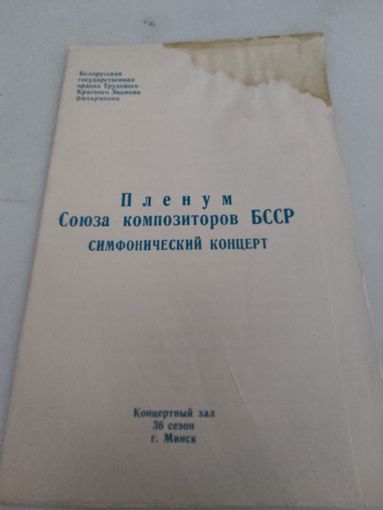 Белорусская
государственная
ордена Трудового
Красного Знамени
филармония
Пленум
Союза композиторов БССР
СИМФОНИЧЕСКИЙ КОНЦЕРТ
Концертный зал
36 сезон
г. Минск